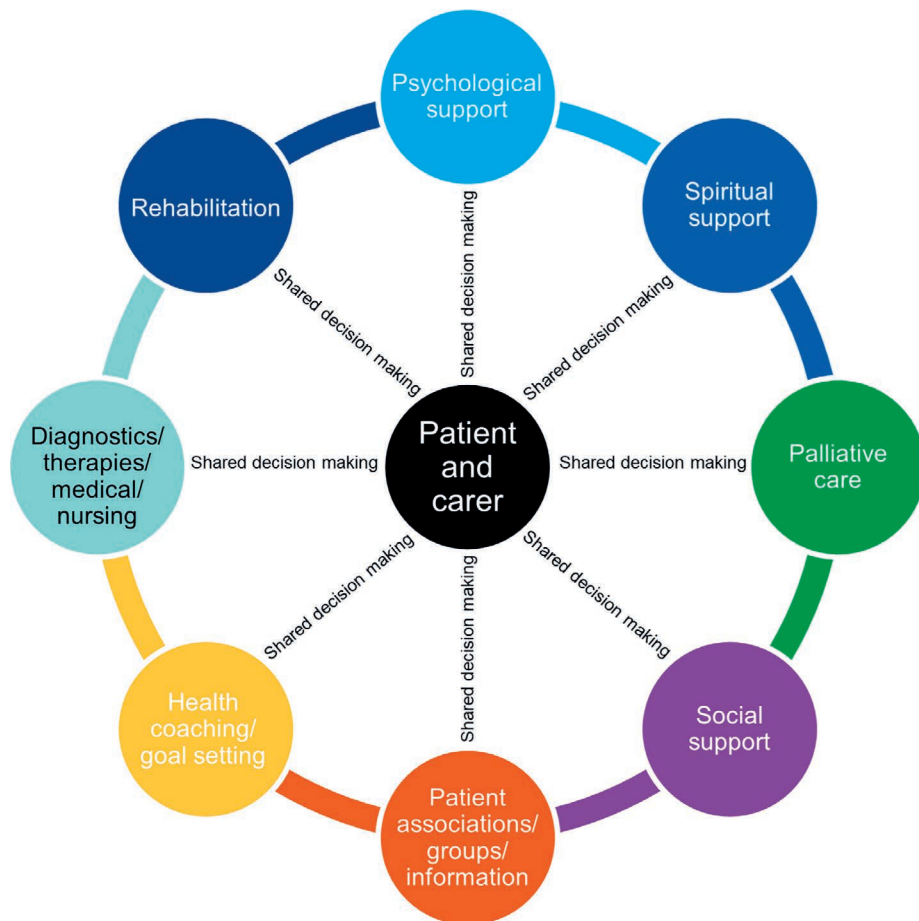 Psychological
support
Rehabilitation
Spiritual
support
Shared decision making
Shared decision making
Shared decision making
Diagnostics/
therapies/
medical/
nursing
Shared decision making
Patient
and
carer
Shared decision making
Palliative
care
Shared decision making
Shared decision making
Shared decision making
Health
coaching/
goal setting
Social
support
Patient
associations/
groups/
information